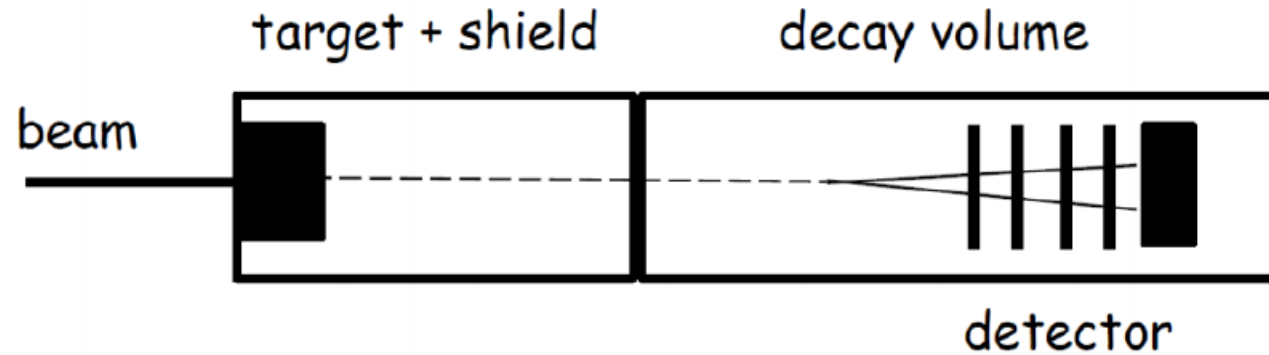 target + shield
decay volume
beam
detector